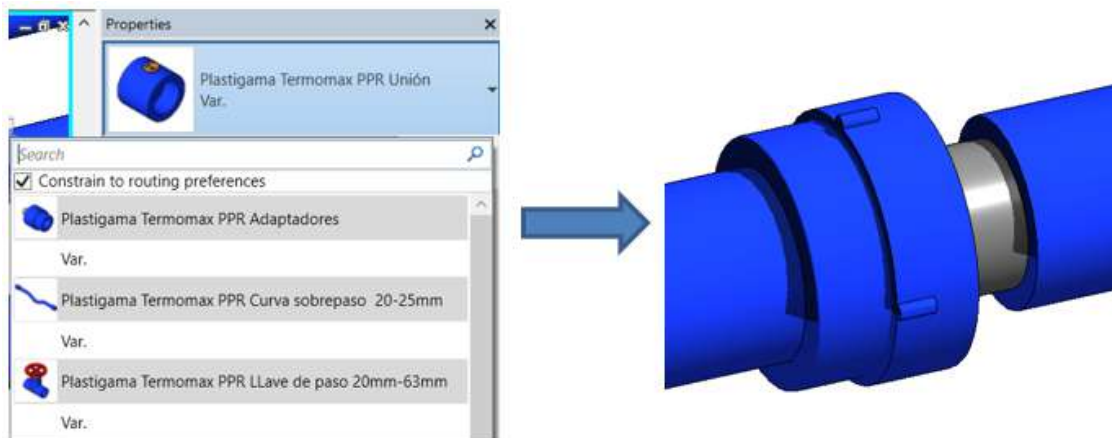 Properties
Plastigama Termomax PPR Unión
Var.
Search
Constrain to routing preferences
Plastigama Termomax PPR Adaptadores
Var.
Plastigama Termomax PPR Curva sobrepaso 20-25mm
Var.
Plastigama Termomax PPR LLave de paso 20mm-63mm
Var.